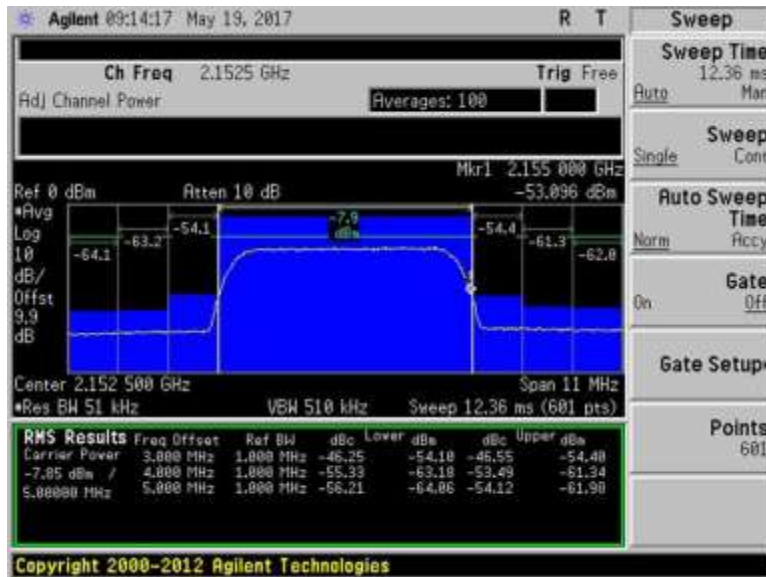 Agilent 09:14:17 May 19, 2017 R T
Sweep
Ch Freq 2.1525 GHz Trig Free
Adj Channel Power Averages: 100
Mkr1 2.155 000 GHz
Ref 0 dBm Atten 10 dB -53.096 dBm
*Avg
Log
10
dB/
Offst
9.9
dB
-64.1 -63.2 -54.1 -7.9 dBm -54.4 -61.3 -62.0
1
Center 2.152 500 GHz Span 11 MHz
*Res BW 51 kHz VBW 510 kHz Sweep 12.36 ms (601 pts)
RMS Results Freq Offset Ref BW dBc Lower dBm dBc Upper dBm
Carrier Power 3.000 MHz 1.000 MHz -46.25 -54.10 -46.55 -54.40
-7.85 dBm / 4.000 MHz 1.000 MHz -55.33 -63.18 -53.49 -61.34
5.00000 MHz 5.000 MHz 1.000 MHz -56.21 -64.06 -54.12 -61.98
Sweep Time
12.36 ms
Auto Man
Sweep
Single Cont
Auto Sweep
Time
Norm Accy
Gate
On Off
Gate Setup
Points
601
Copyright 2000-2012 Agilent Technologies